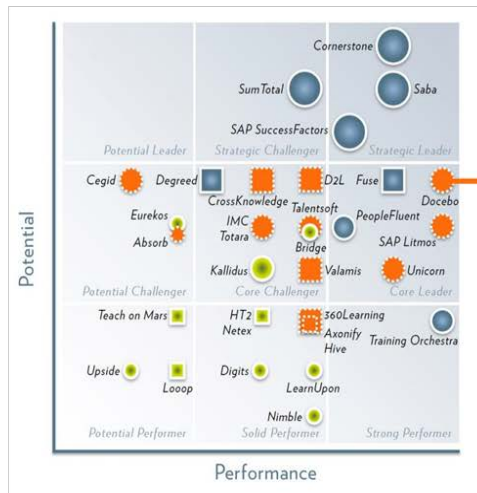 Cornerstone
SumTotal
Saba
SAP SuccessFactors
Potential Leader
Strategic Challenger
Strategic Leader
Cegid
Degreed
CrossKnowledge
D2L
Fuse
Docebo
Eurekos
Absorb
IMC
Totara
Talentsoft
Bridge
PeopleFluent
SAP Litmos
Kallidus
Valamis
Unicorn
Potential Challenger
Core Challenger
Core Leader
Teach on Mars
HT2
Netex
360Learning
Axonify
Hive
Training Orchestra
Upside
Looop
Digits
LearnUpon
Nimble
Potential Performer
Solid Performer
Strong Performer
Potential
Performance